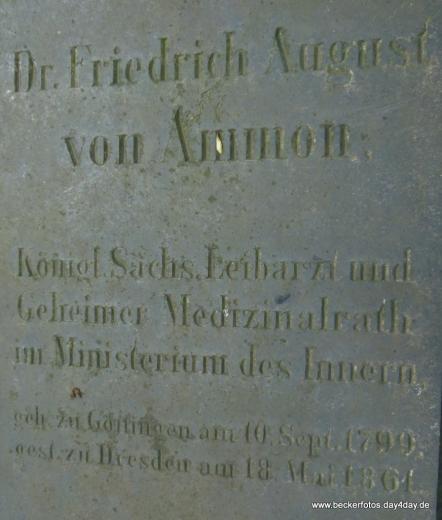 Dr. Friedrich August
von Ammon,
Königl. Sächs. Leibarzt und
Geheimer Medizinalrath
im Ministerium des Innern,
geb. zu Göttingen am 10. Sept. 1799,
gest. zu Dresden am 18. Mai 1861.
www.beckerfotos.day4day.de